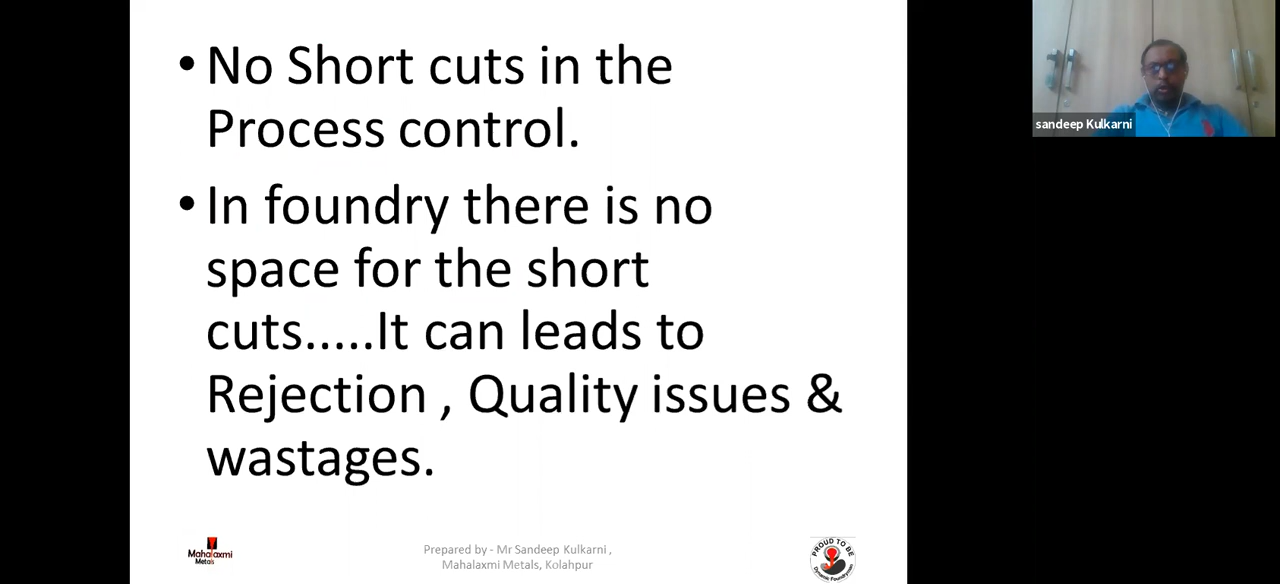 • No Short cuts in the
Process control.
• In foundry there is no
space for the short
cuts.....It can leads to
Rejection , Quality issues &
wastages.
Mahalaxmi
Metals
Prepared by - Mr Sandeep Kulkarni ,
Mahalaxmi Metals, Kolahpur
PROUD TO BE
Dynamic Foundrymen
sandeep Kulkarni